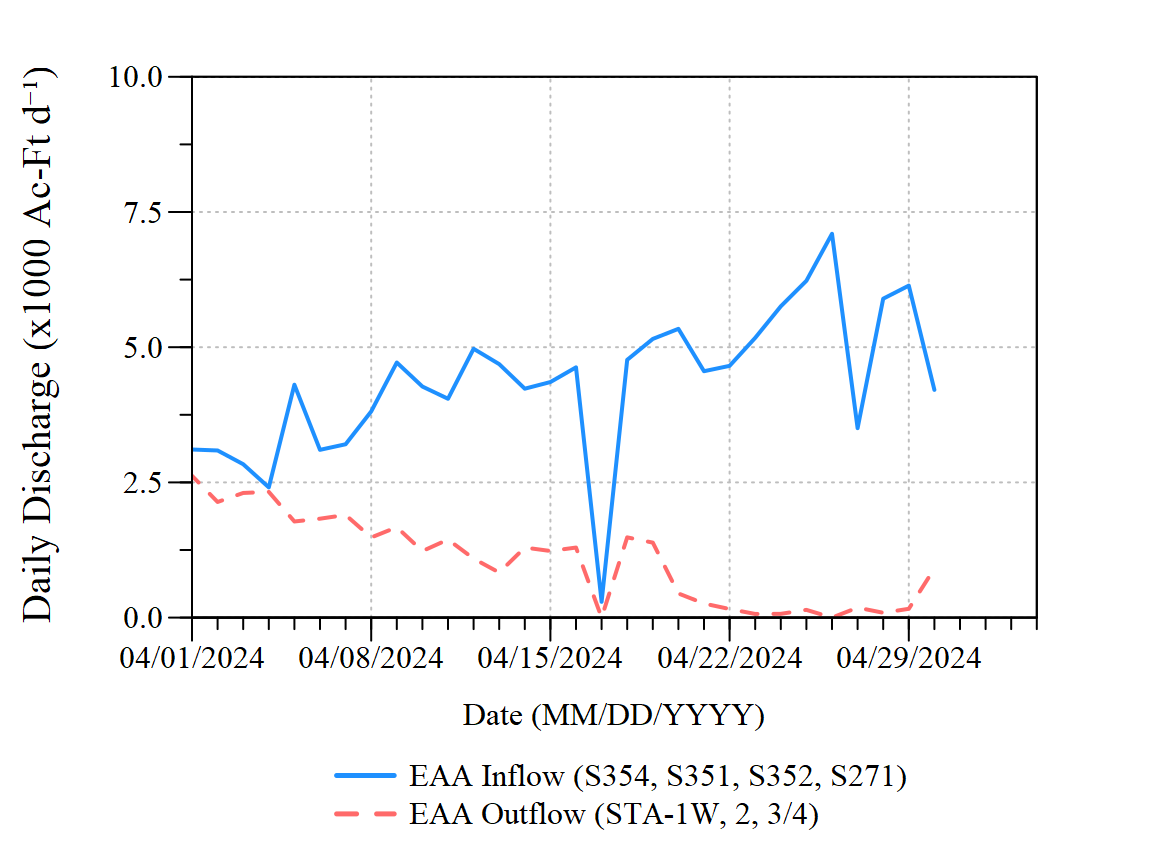 Daily Discharge (x1000 Ac-Ft d⁻¹)
10.0
7.5
5.0
2.5
0.0
04/01/2024 04/08/2024 04/15/2024 04/22/2024 04/29/2024
Date (MM/DD/YYYY)
EAA Inflow (S354, S351, S352, S271)
EAA Outflow (STA-1W, 2, 3/4)